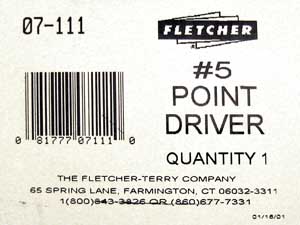 07-111
FLETCHER
#5
POINT
DRIVER
0 81777 07111 0
QUANTITY 1
THE FLETCHER-TERRY COMPANY
65 SPRING LANE, FARMINGTON, CT 06032-3311
1(800)843-3826 OR (860)677-7331
01/16/01